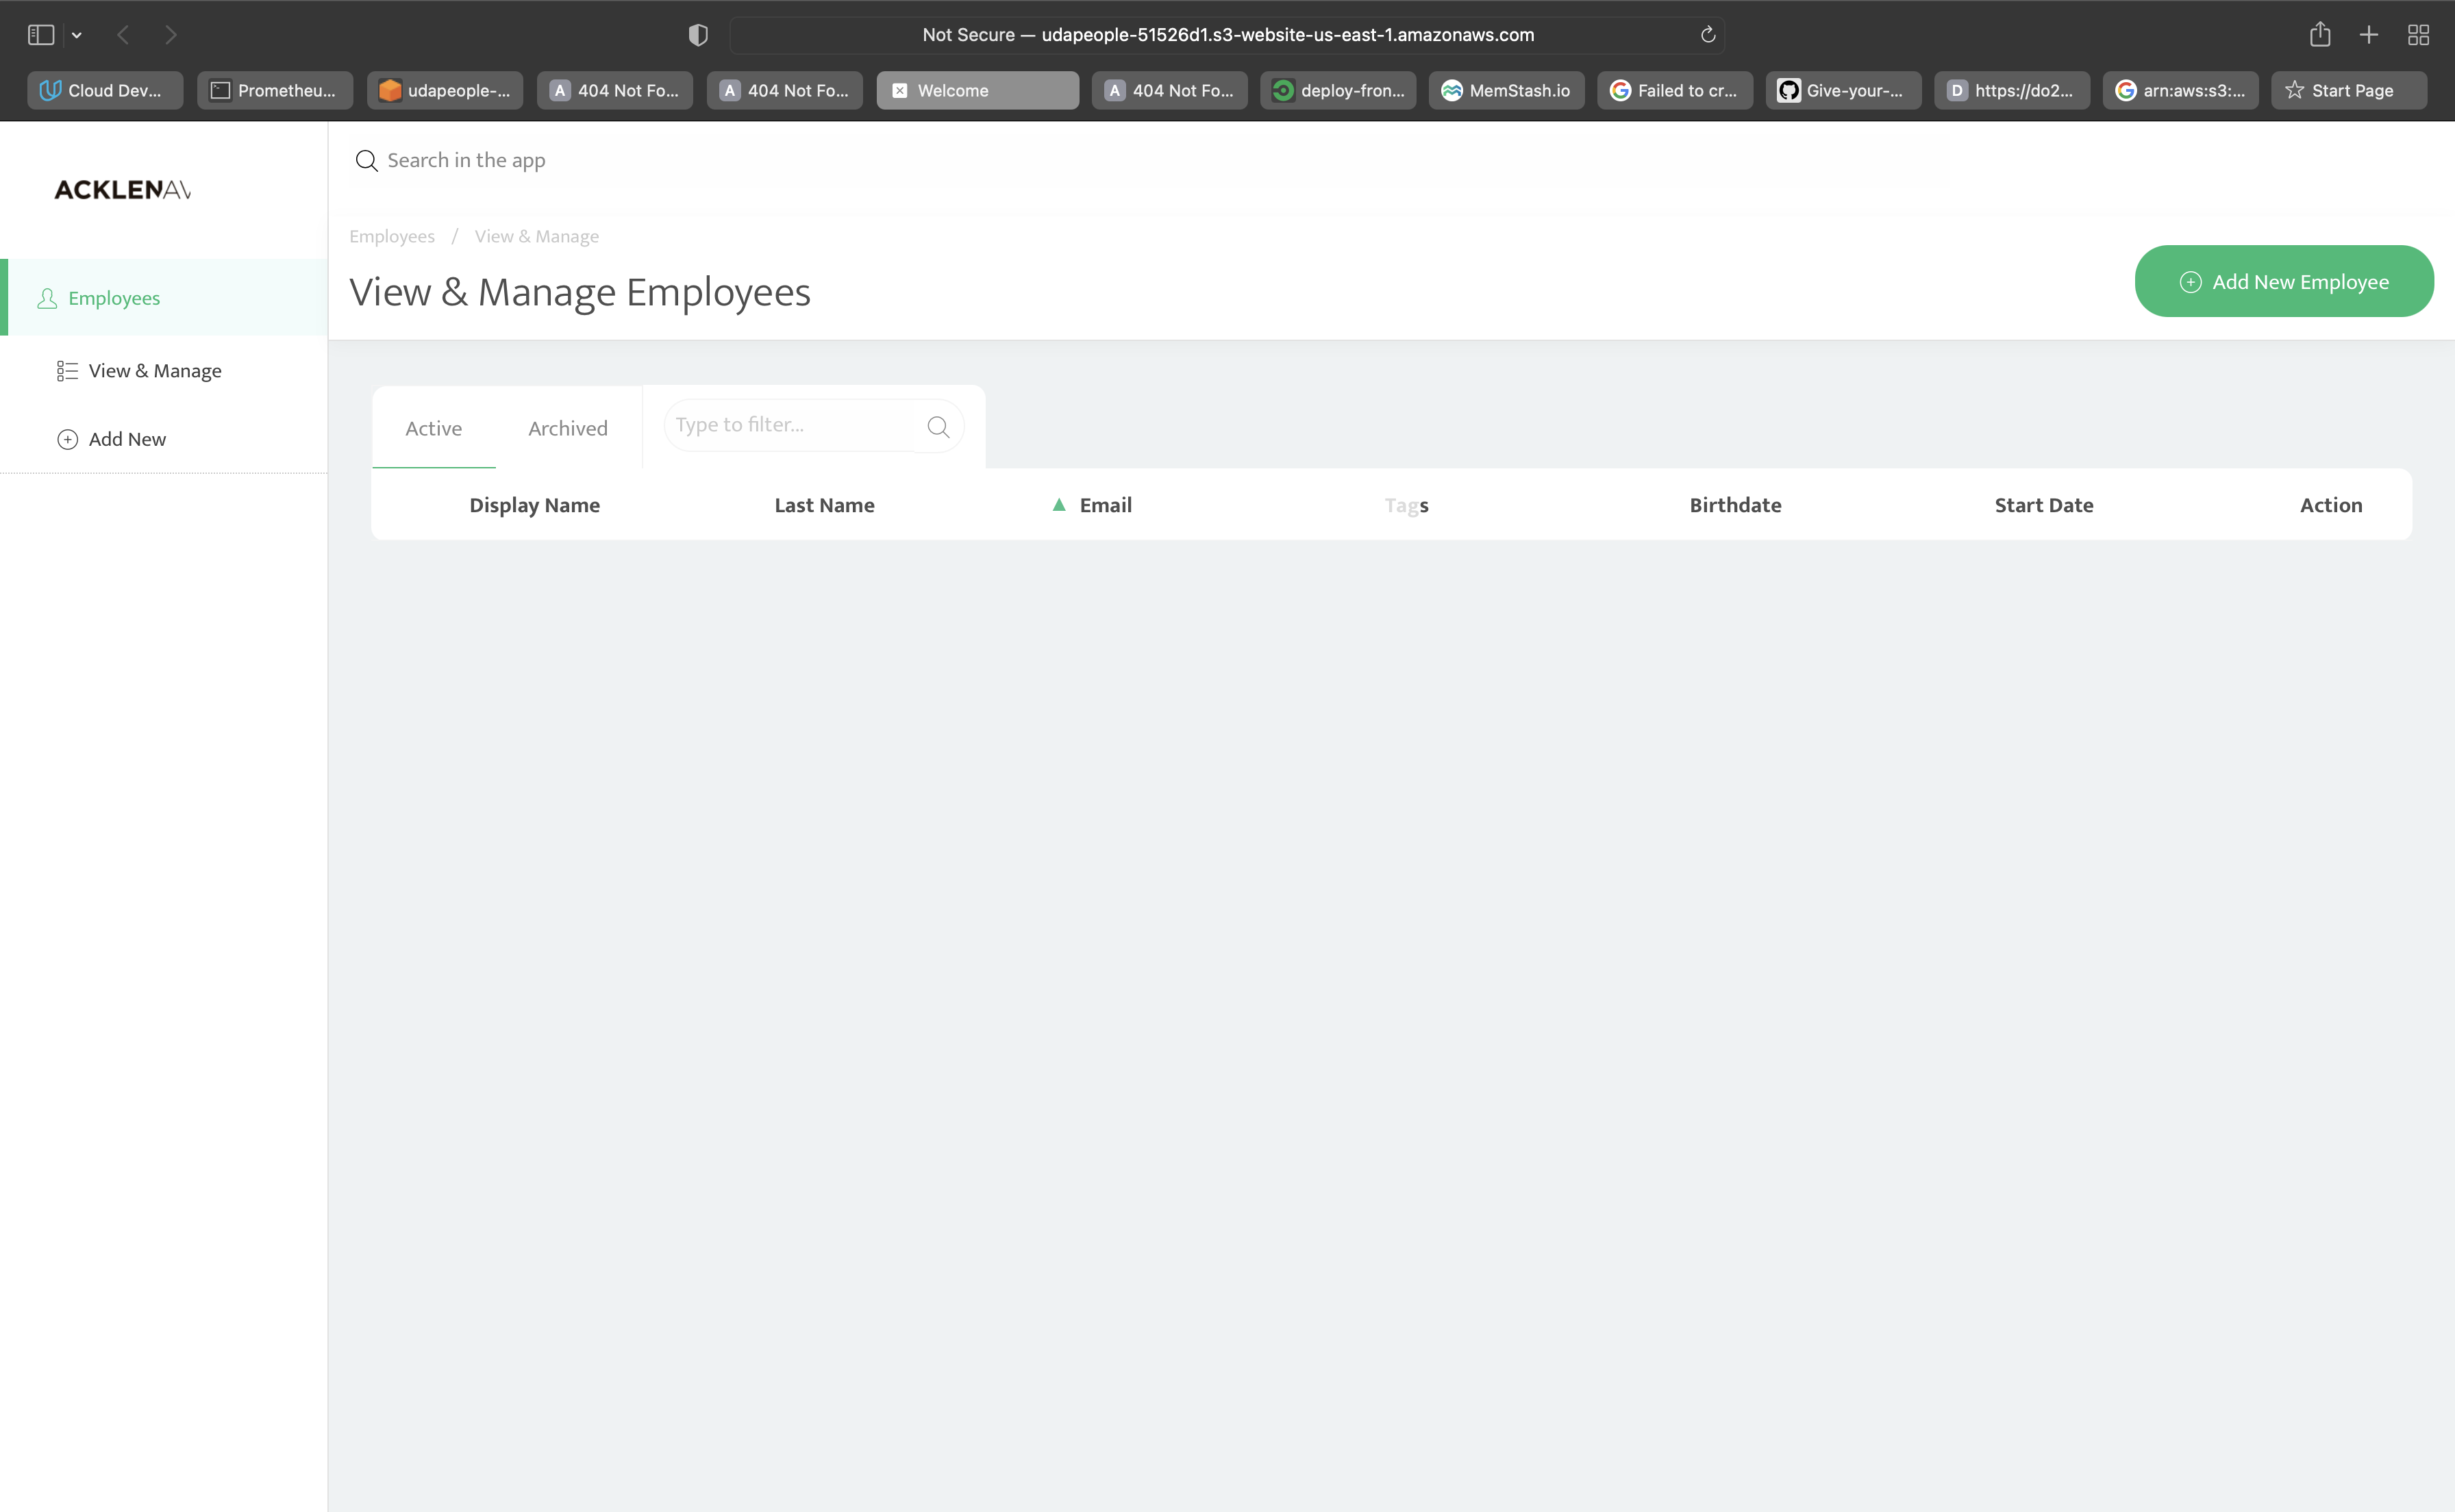 Not Secure — udapeople-51526d1.s3-website-us-east-1.amazonaws.com
Cloud Dev...
Prometheu...
udapeople-...
A 404 Not Fo...
A 404 Not Fo...
Welcome
A 404 Not Fo...
deploy-fron...
MemStash.io
Failed to cr...
Give-your-...
D https://do2...
arn:aws:s3:...
Start Page
ACKLENAV
Search in the app
Employees / View & Manage
View & Manage Employees
Add New Employee
Employees
View & Manage
Add New
Active
Archived
Type to filter...
Display Name
Last Name
Email
Tags
Birthdate
Start Date
Action